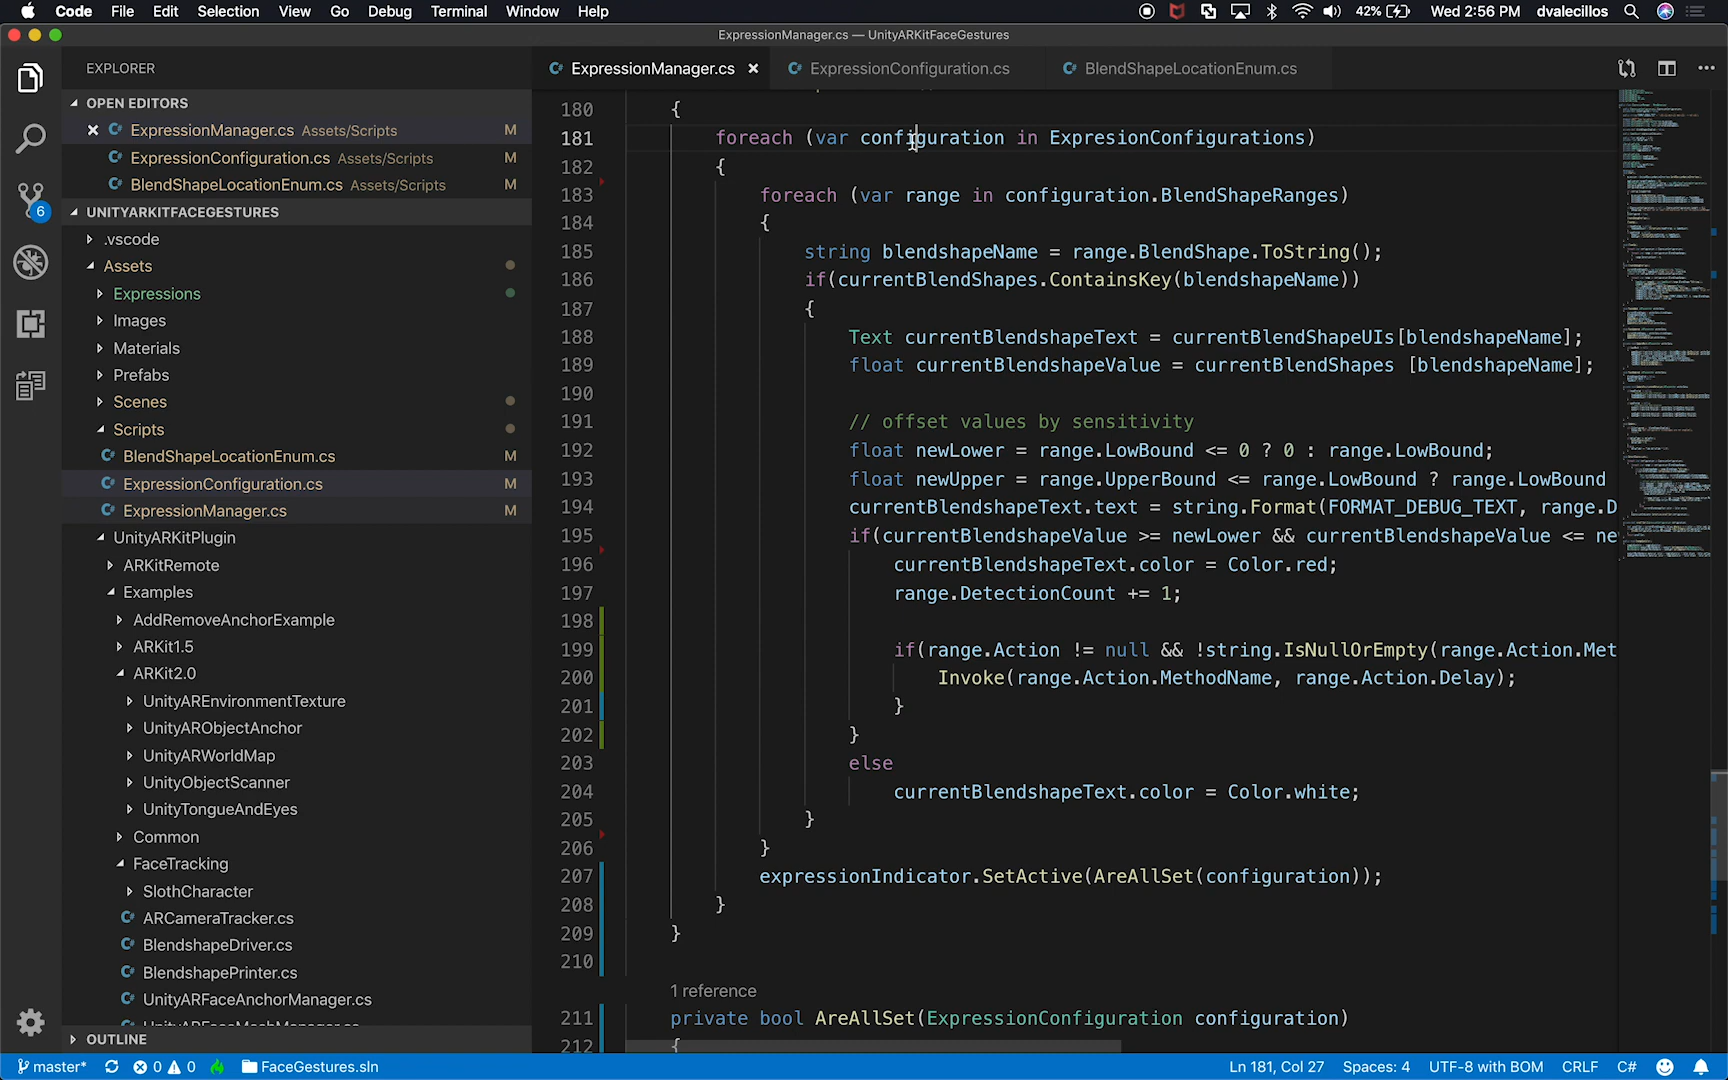 Code File Edit Selection View Go Debug Terminal Window Help 42% Wed 2:56 PM dvalecillos
ExpressionManager.cs — UnityARKitFaceGestures
EXPLORER
OPEN EDITORS
ExpressionManager.cs Assets/Scripts M
ExpressionConfiguration.cs Assets/Scripts M
BlendShapeLocationEnum.cs Assets/Scripts M
6
UNITYARKITFACEGESTURES
.vscode
Assets
Expressions
Images
Materials
Prefabs
Scenes
Scripts
BlendShapeLocationEnum.cs M
ExpressionConfiguration.cs M
ExpressionManager.cs M
UnityARKitPlugin
ARKitRemote
Examples
AddRemoveAnchorExample
ARKit1.5
ARKit2.0
UnityAREnvironmentTexture
UnityARObjectAnchor
UnityARWorldMap
UnityObjectScanner
UnityTongueAndEyes
Common
FaceTracking
SlothCharacter
ARCameraTracker.cs
BlendshapeDriver.cs
BlendshapePrinter.cs
UnityARFaceAnchorManager.cs
OUTLINE
ExpressionManager.cs ExpressionConfiguration.cs BlendShapeLocationEnum.cs
180 {
181 foreach (var configuration in ExpresionConfigurations)
182 {
183 foreach (var range in configuration.BlendShapeRanges)
184 {
185 string blendshapeName = range.BlendShape.ToString();
186 if(currentBlendShapes.ContainsKey(blendshapeName))
187 {
188 Text currentBlendshapeText = currentBlendShapeUIs[blendshapeName];
189 float currentBlendshapeValue = currentBlendShapes [blendshapeName];
190
191 // offset values by sensitivity
192 float newLower = range.LowBound <= 0 ? 0 : range.LowBound;
193 float newUpper = range.UpperBound <= range.LowBound ? range.LowBound
194 currentBlendshapeText.text = string.Format(FORMAT_DEBUG_TEXT, range.D
195 if(currentBlendshapeValue >= newLower && currentBlendshapeValue <= ne
196 currentBlendshapeText.color = Color.red;
197 range.DetectionCount += 1;
198
199 if(range.Action != null && !string.IsNullOrEmpty(range.Action.Met
200 Invoke(range.Action.MethodName, range.Action.Delay);
201 }
202 }
203 else
204 currentBlendshapeText.color = Color.white;
205 }
206 }
207 expressionIndicator.SetActive(AreAllSet(configuration));
208 }
209 }
210
1 reference
211 private bool AreAllSet(ExpressionConfiguration configuration)
212 {
master* 0 0 FaceGestures.sln Ln 181, Col 27 Spaces: 4 UTF-8 with BOM CRLF C#